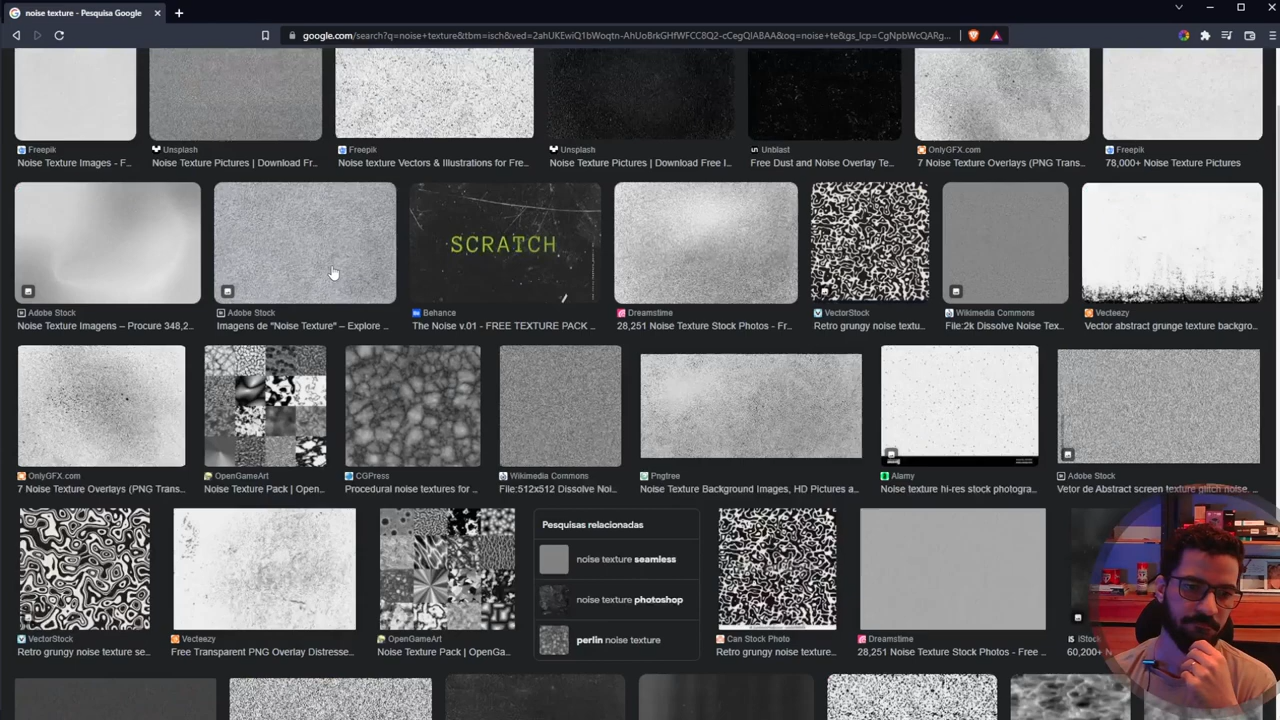 noise texture - Pesquisa Google
google.com/search?q=noise+texture&tbm=isch&ved=2ahUKEwiQ1bWoqtn-AhUoBrkGHfWFCC8Q2-cCegQIABAA&oq=noise+te&gs_lcp=CgNpbWcQARg...
Freepik
Noise Texture Images - F...
Unsplash
Noise Texture Pictures | Download Fr...
Freepik
Noise texture Vectors & Illustrations for Fre...
Unsplash
Noise Texture Pictures | Download Free I...
Unblast
Free Dust and Noise Overlay Te...
OnlyGFX.com
7 Noise Texture Overlays (PNG Trans...
Freepik
78,000+ Noise Texture Pictures
SCRATCH
Adobe Stock
Noise Texture Imagens – Procure 348,2...
Adobe Stock
Imagens de "Noise Texture" – Explore ...
Behance
The Noise v.01 - FREE TEXTURE PACK ...
Dreamstime
28,251 Noise Texture Stock Photos - Fr...
VectorStock
Retro grungy noise textu...
Wikimedia Commons
File:2k Dissolve Noise Tex...
Vecteezy
Vector abstract grunge texture backgro...
OnlyGFX.com
7 Noise Texture Overlays (PNG Trans...
OpenGameArt
Noise Texture Pack | Open...
CGPress
Procedural noise textures for ...
Wikimedia Commons
File:512x512 Dissolve Noi...
Pngtree
Noise Texture Background Images, HD Pictures a...
Alamy
Noise texture hi-res stock photogra...
Adobe Stock
Vetor de Abstract screen texture glitch noise. ...
Pesquisas relacionadas
noise texture seamless
noise texture photoshop
perlin noise texture
VectorStock
Retro grungy noise texture se...
Vecteezy
Free Transparent PNG Overlay Distresse...
OpenGameArt
Noise Texture Pack | OpenGa...
Can Stock Photo
Retro grungy noise texture...
Dreamstime
28,251 Noise Texture Stock Photos - Free ...
iStock
60,200+